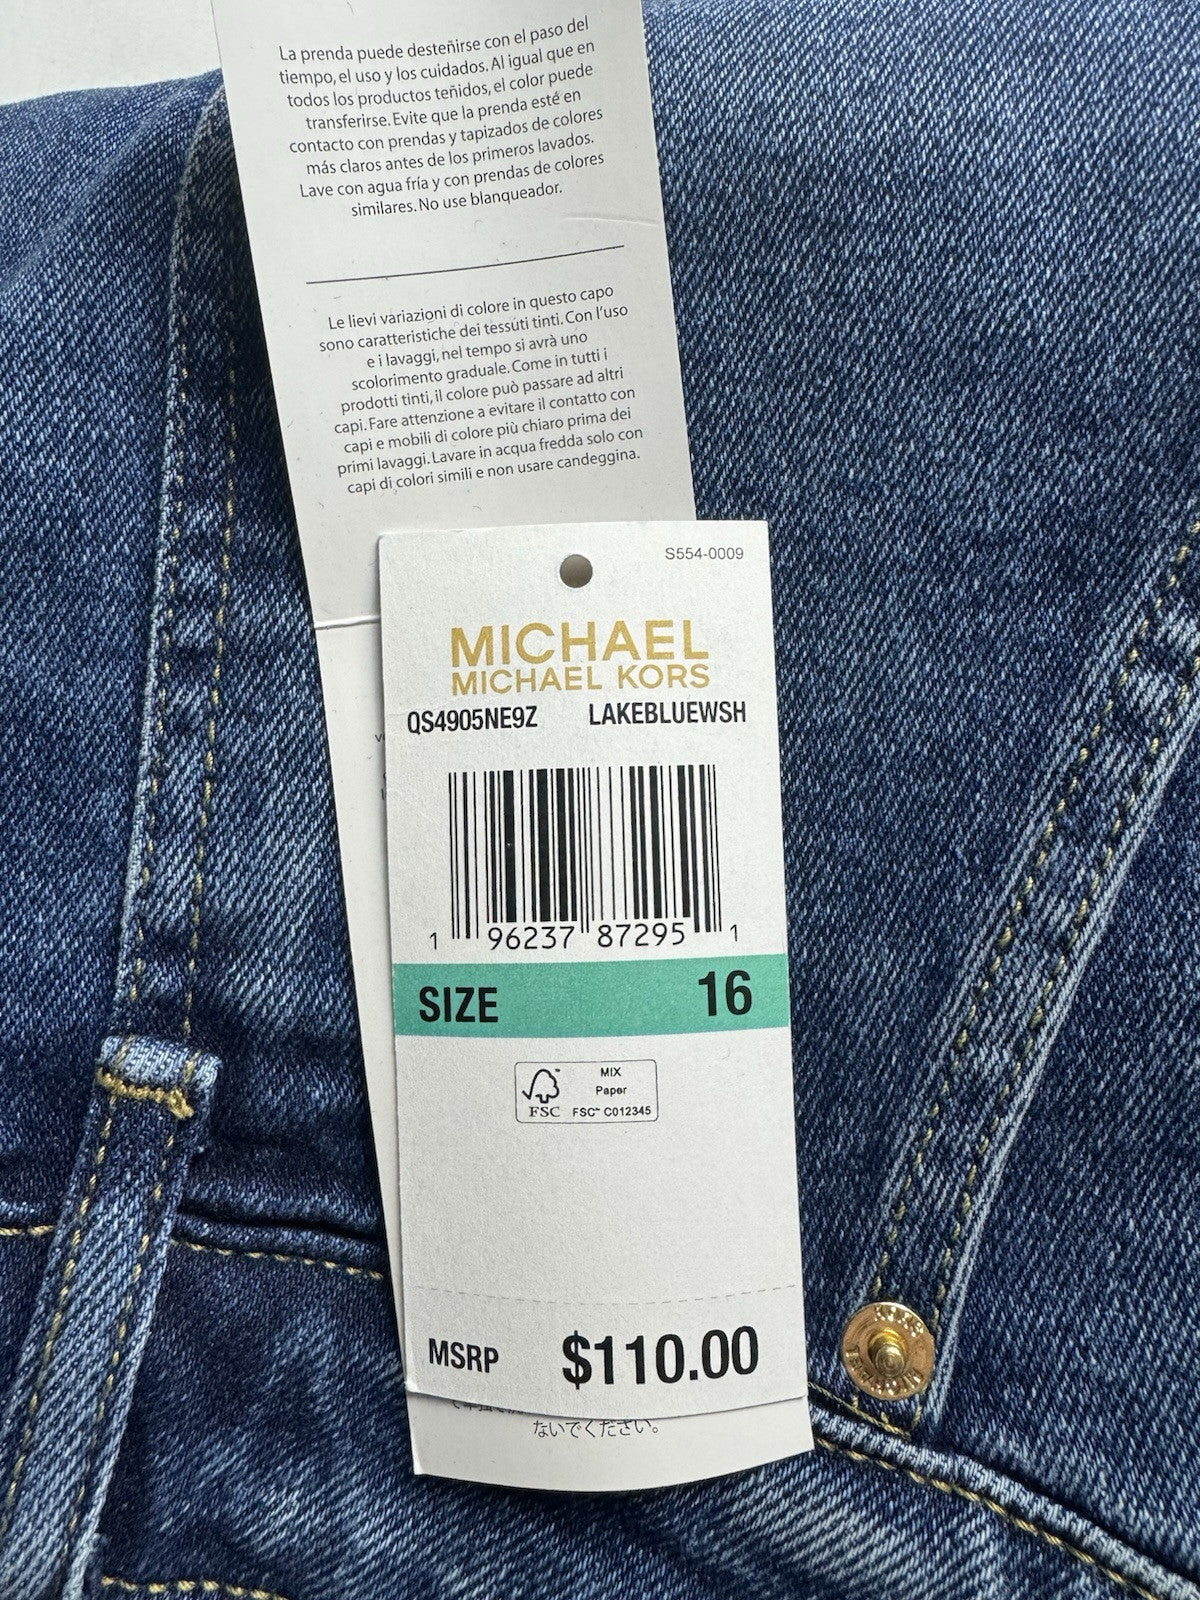 La prenda puede desteñirse con el paso del
tiempo, el uso y los cuidados. Al igual que en
todos los productos teñidos, el color puede
transferirse. Evite que la prenda esté en
contacto con prendas y tapizados de colores
más claros antes de los primeros lavados.
Lave con agua fría y con prendas de colores
similares. No use blanqueador.
Le lievi variazioni di colore in questo capo
sono caratteristiche dei tessuti tinti. Con l'uso
e i lavaggi, nel tempo si avrà uno
scolorimento graduale. Come in tutti i
prodotti tinti, il colore può passare ad altri
capi. Fare attenzione a evitare il contatto con
capi e mobili di colore più chiaro prima dei
primi lavaggi. Lavare in acqua fredda solo con
capi di colori simili e non usare candeggina.
S554-0009
MICHAEL
MICHAEL KORS
QS4905NE9Z LAKEBLUEWSH
1 96237 87295 1
SIZE 16
MIX
Paper
FSC FSC™ C012345
MSRP $110.00
ないでください。
KORS
MICHAEL